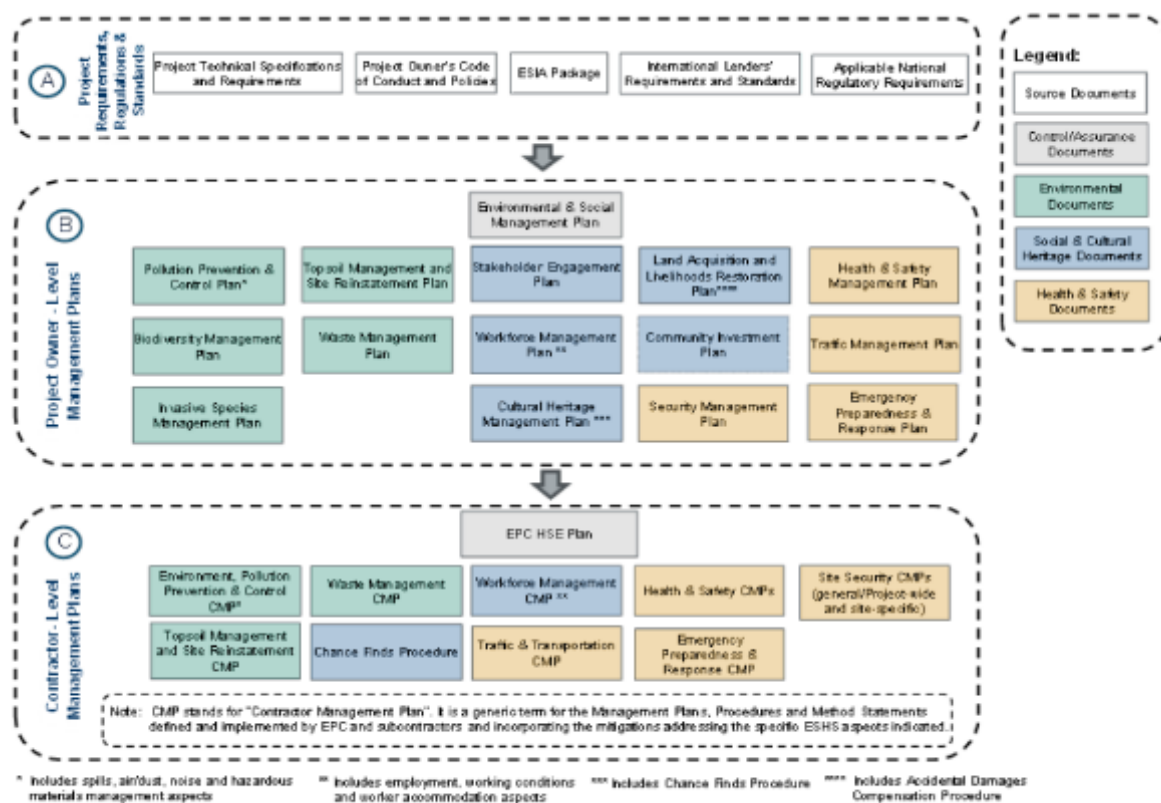 A
Project
Requirements,
Regulations &
Standards
Project Technical Specifications
and Requirements
Project Owner's Code
of Conduct and Policies
ESIA Package
International Lenders'
Requirements and Standards
Applicable National
Regulatory Requirements
Legend:
Source Documents
Control/Assurance
Documents
Environmental
Documents
Social & Cultural
Heritage Documents
Health & Safety
Documents
B
Project Owner - Level
Management Plans
Environmental & Social
Management Plan
Pollution Prevention &
Control Plan*
Topsoil Management and
Site Reinstatement Plan
Stakeholder Engagement
Plan
Land Acquisition and
Livelihoods Restoration
Plan****
Health & Safety
Management Plan
Biodiversity Management
Plan
Waste Management
Plan
Workforce Management
Plan **
Community Investment
Plan
Traffic Management Plan
Invasive Species
Management Plan
Cultural Heritage
Management Plan ***
Security Management
Plan
Emergency
Preparedness &
Response Plan
C
Contractor- Level
Management Plans
EPC HSE Plan
Environment, Pollution
Prevention & Control
CMP*
Waste Management
CMP
Workforce Management
CMP **
Health & Safety CMPs
Site Security CMPs
(general/Project-wide
and site-specific)
Topsoil Management
and Site Reinstatement
CMP
Chance Finds Procedure
Traffic & Transportation
CMP
Emergency
Preparedness &
Response CMP
Note: CMP stands for "Contractor Management Plan". It is a generic term for the Management Plans, Procedures and Method Statements
defined and implemented by EPC and subcontractors and incorporating the mitigations addressing the specific ESHS aspects indicated.
* Includes spills, air/dust, noise and hazardous
materials management aspects
** Includes employment, working conditions
and worker accommodation aspects
*** Includes Chance Finds Procedure
**** Includes Accidental Damages
Compensation Procedure